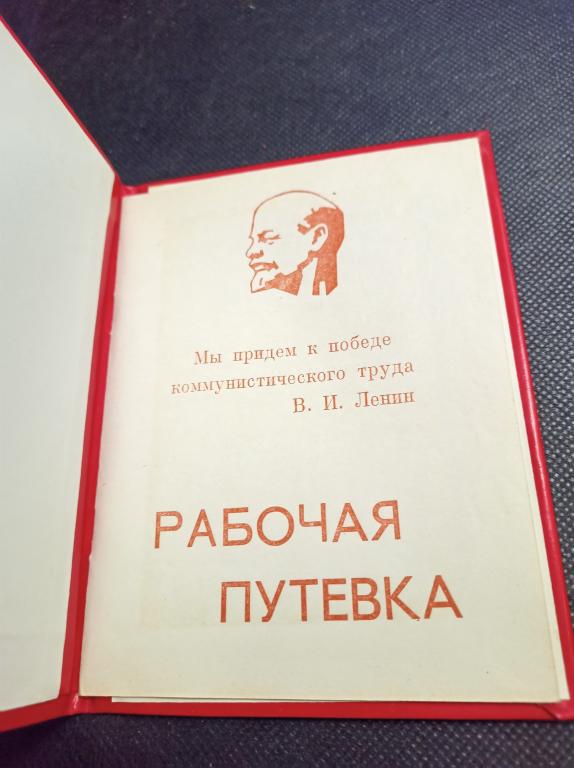 Мы придем к победе
коммунистического труда
В. И. Ленин
РАБОЧАЯ
ПУТЕВКА